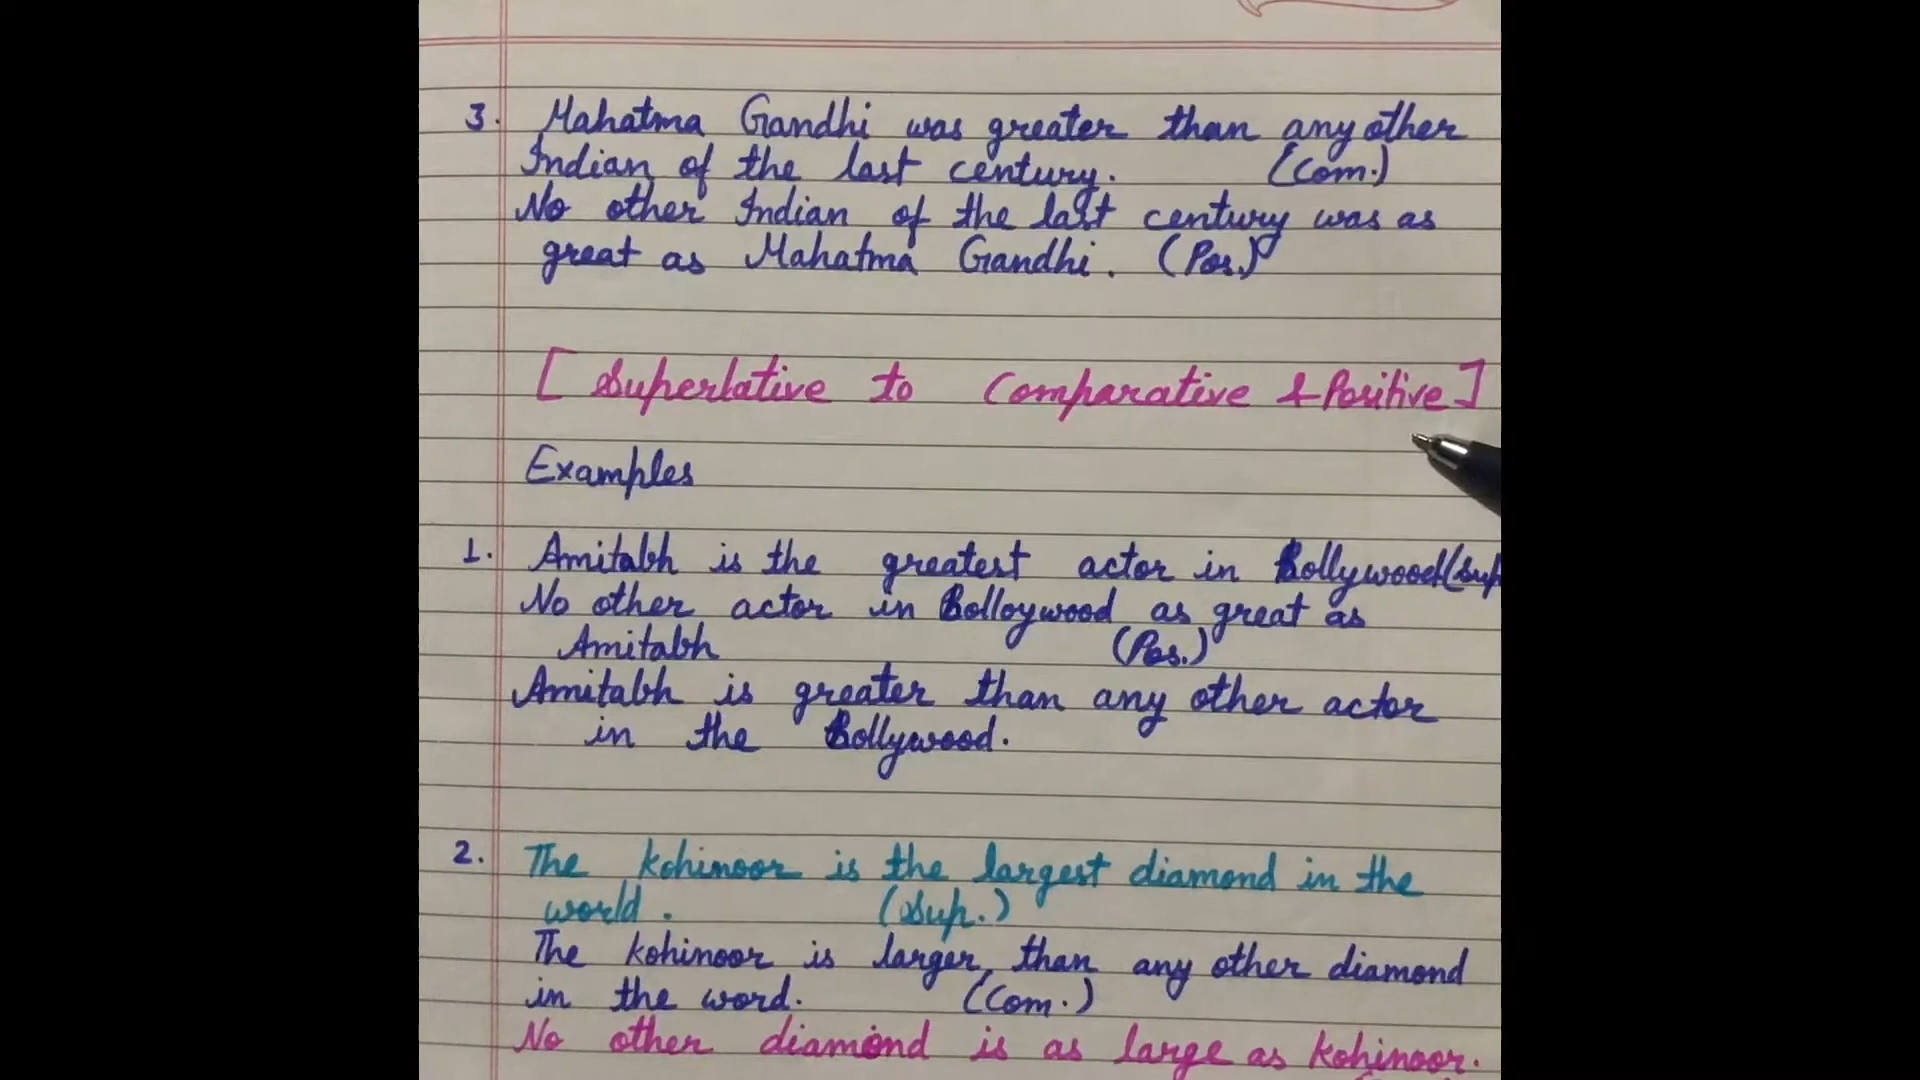 3. Mahatma Gandhi was greater than any other
Indian of the last century. (Com.)
No other Indian of the last century was as
great as Mahatma Gandhi. (Pos.)
[Superlative to Comparative & Positive]
Examples
1. Amitabh is the greatest actor in Bollywood (Sup
No other actor in Bolloywood as great as
Amitabh (Pos.)
Amitabh is greater than any other actor
in the Bollywood.
2. The kohinoor is the largest diamond in the
world. (Sup.)
The kohinoor is larger than any other diamond
in the word. (Com.)
No other diamond is as large as kohinoor.